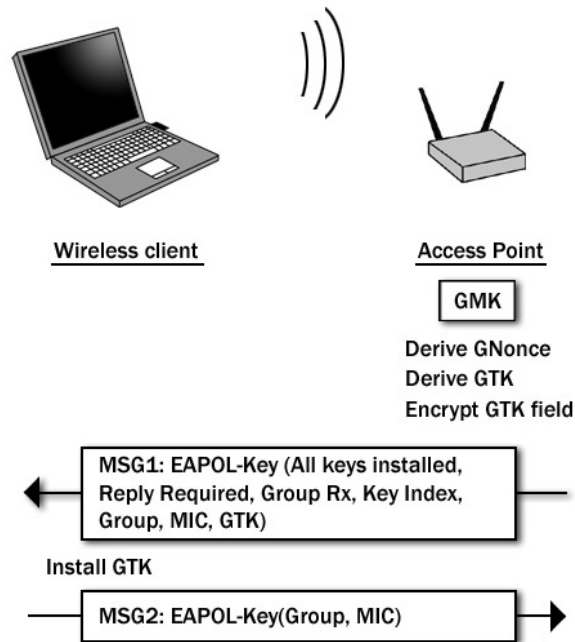 Wireless client
Access Point
GMK
Derive GNonce
Derive GTK
Encrypt GTK field
MSG1: EAPOL-Key (All keys installed,
Reply Required, Group Rx, Key Index,
Group, MIC, GTK)
Install GTK
MSG2: EAPOL-Key(Group, MIC)